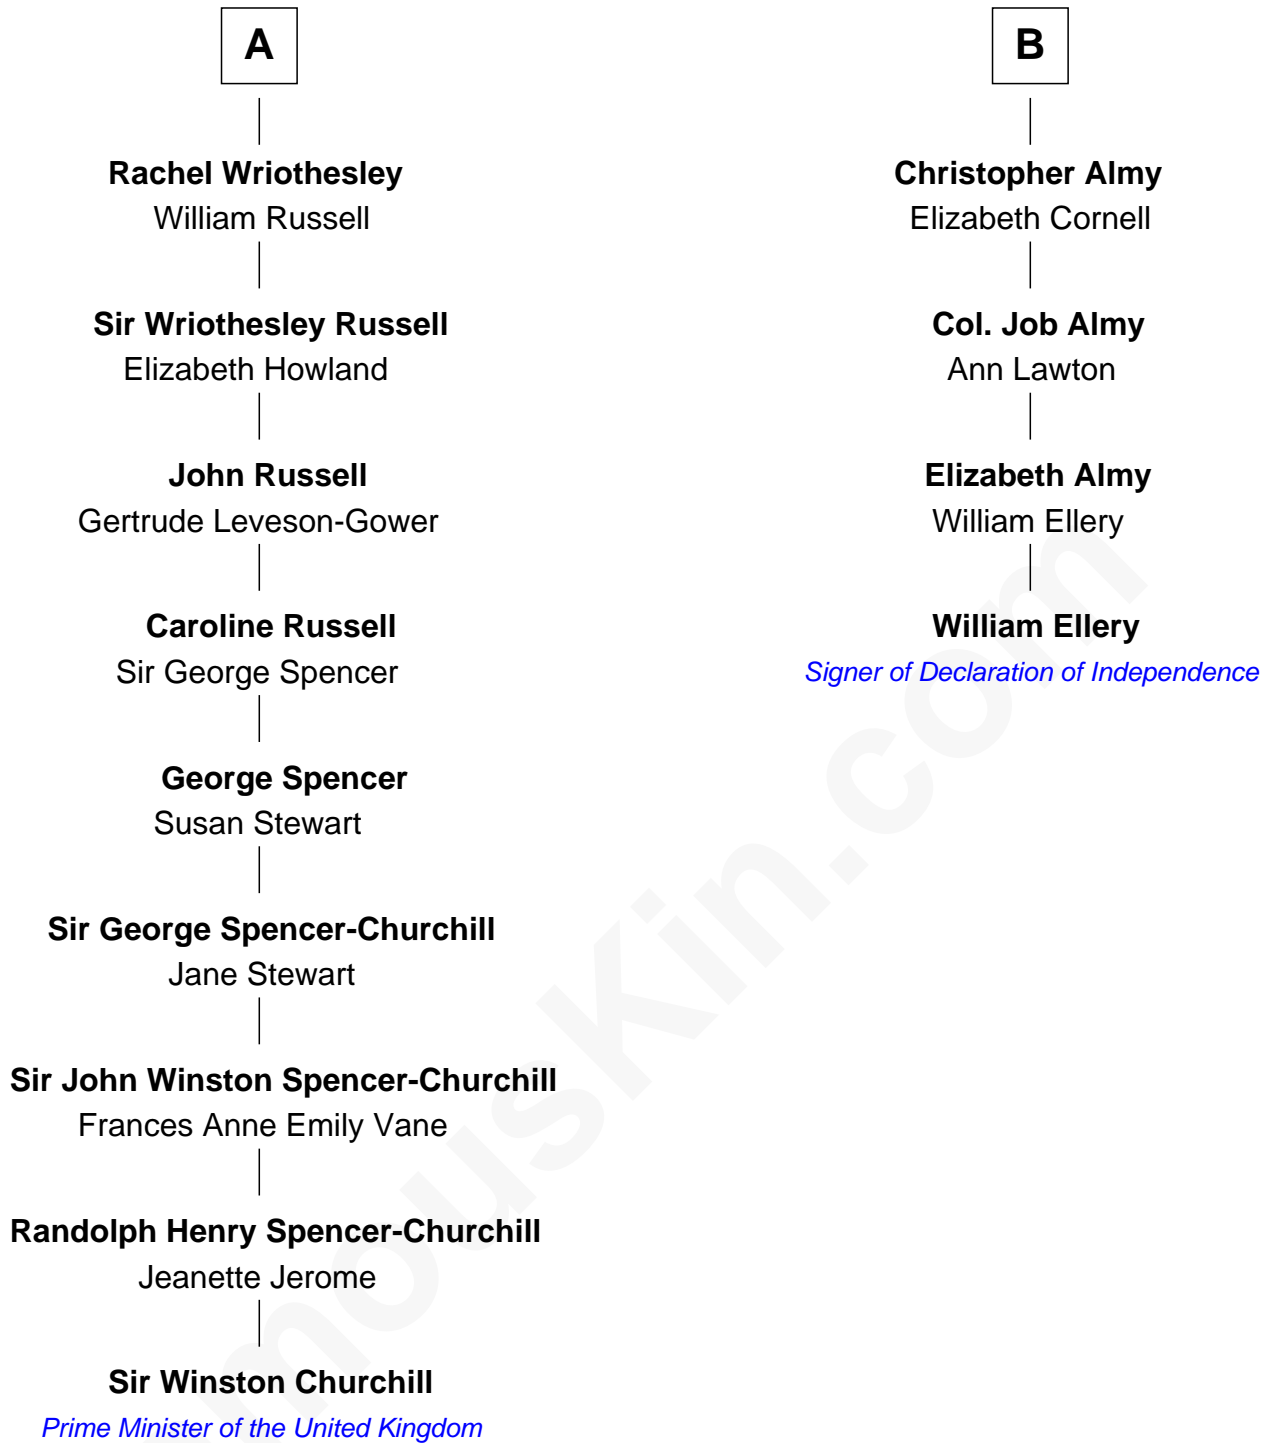 A
Rachel Wriothesley
William Russell
Sir Wriothesley Russell
Elizabeth Howland
John Russell
Gertrude Leveson-Gower
Caroline Russell
Sir George Spencer
George Spencer
Susan Stewart
Sir George Spencer-Churchill
Jane Stewart
Sir John Winston Spencer-Churchill
Frances Anne Emily Vane
Randolph Henry Spencer-Churchill
Jeanette Jerome
Sir Winston Churchill
Prime Minister of the United Kingdom
B
Christopher Almy
Elizabeth Cornell
Col. Job Almy
Ann Lawton
Elizabeth Almy
William Ellery
William Ellery
Signer of Declaration of Independence
mousKin.com